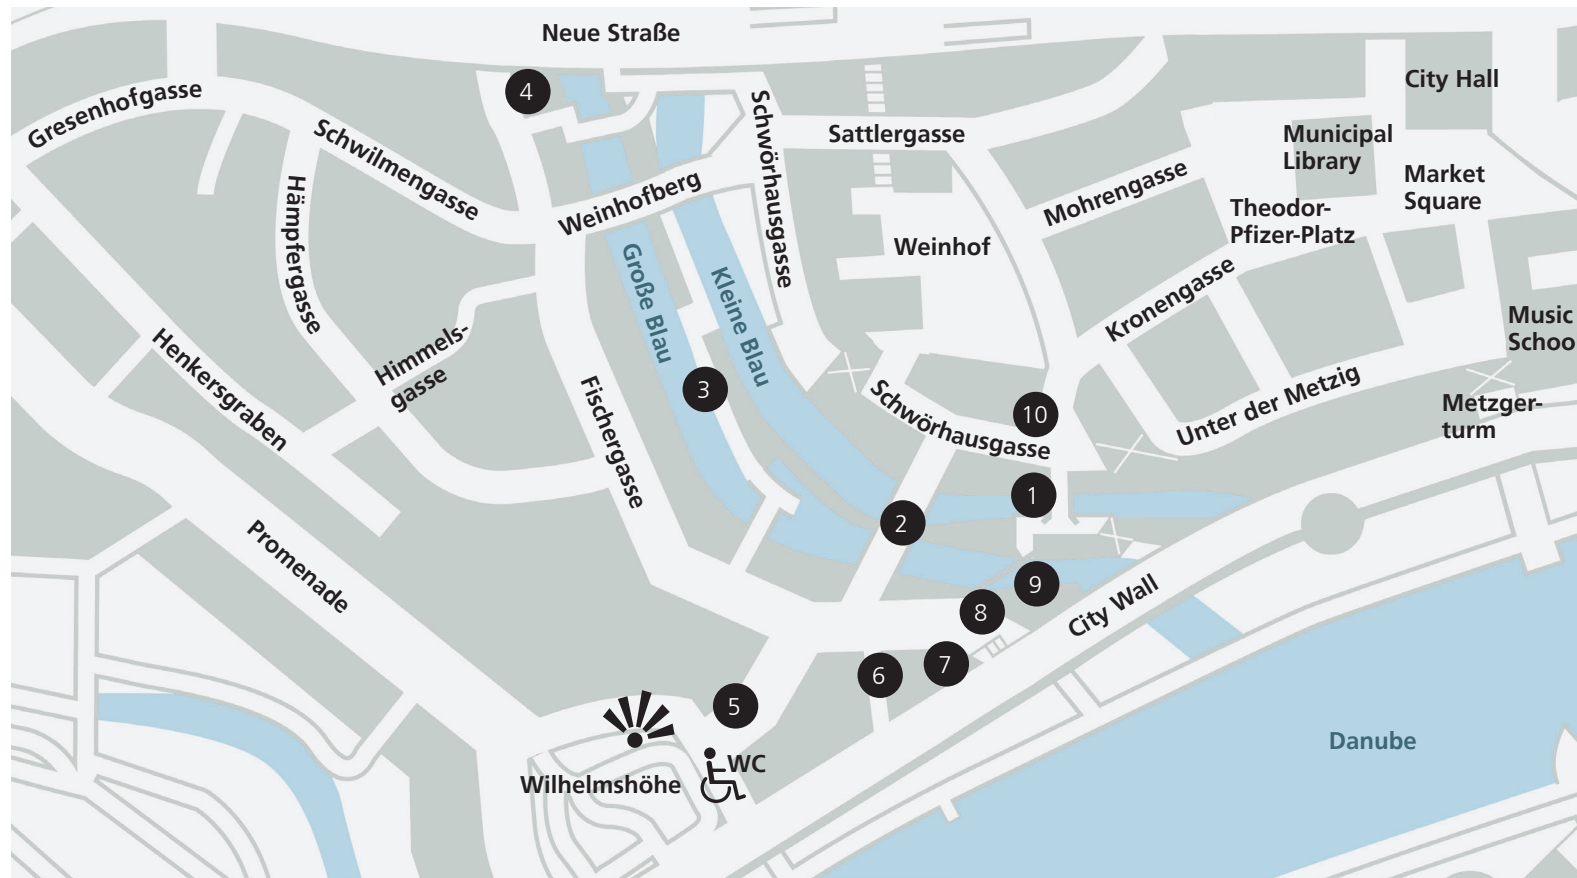 Neue Straße
City Hall
4
Gresenhofgasse
Schwilmengasse
Schwörhausgasse
Sattlergasse
Municipal
Library
Market
Square
Hämpfergasse
Weinhofberg
Mohrengasse
Theodor-
Pfizer-Platz
Weinhof
Große Blau
Kleine Blau
Kronengasse
Music
Schoo
Henkersgraben
Himmels-
gasse
3
Fischergasse
Schwörhausgasse
10
Unter der Metzig
Metzger-
turm
1
2
Promenade
9
8
City Wall
7
6
5
Danube
WC
Wilhelmshöhe